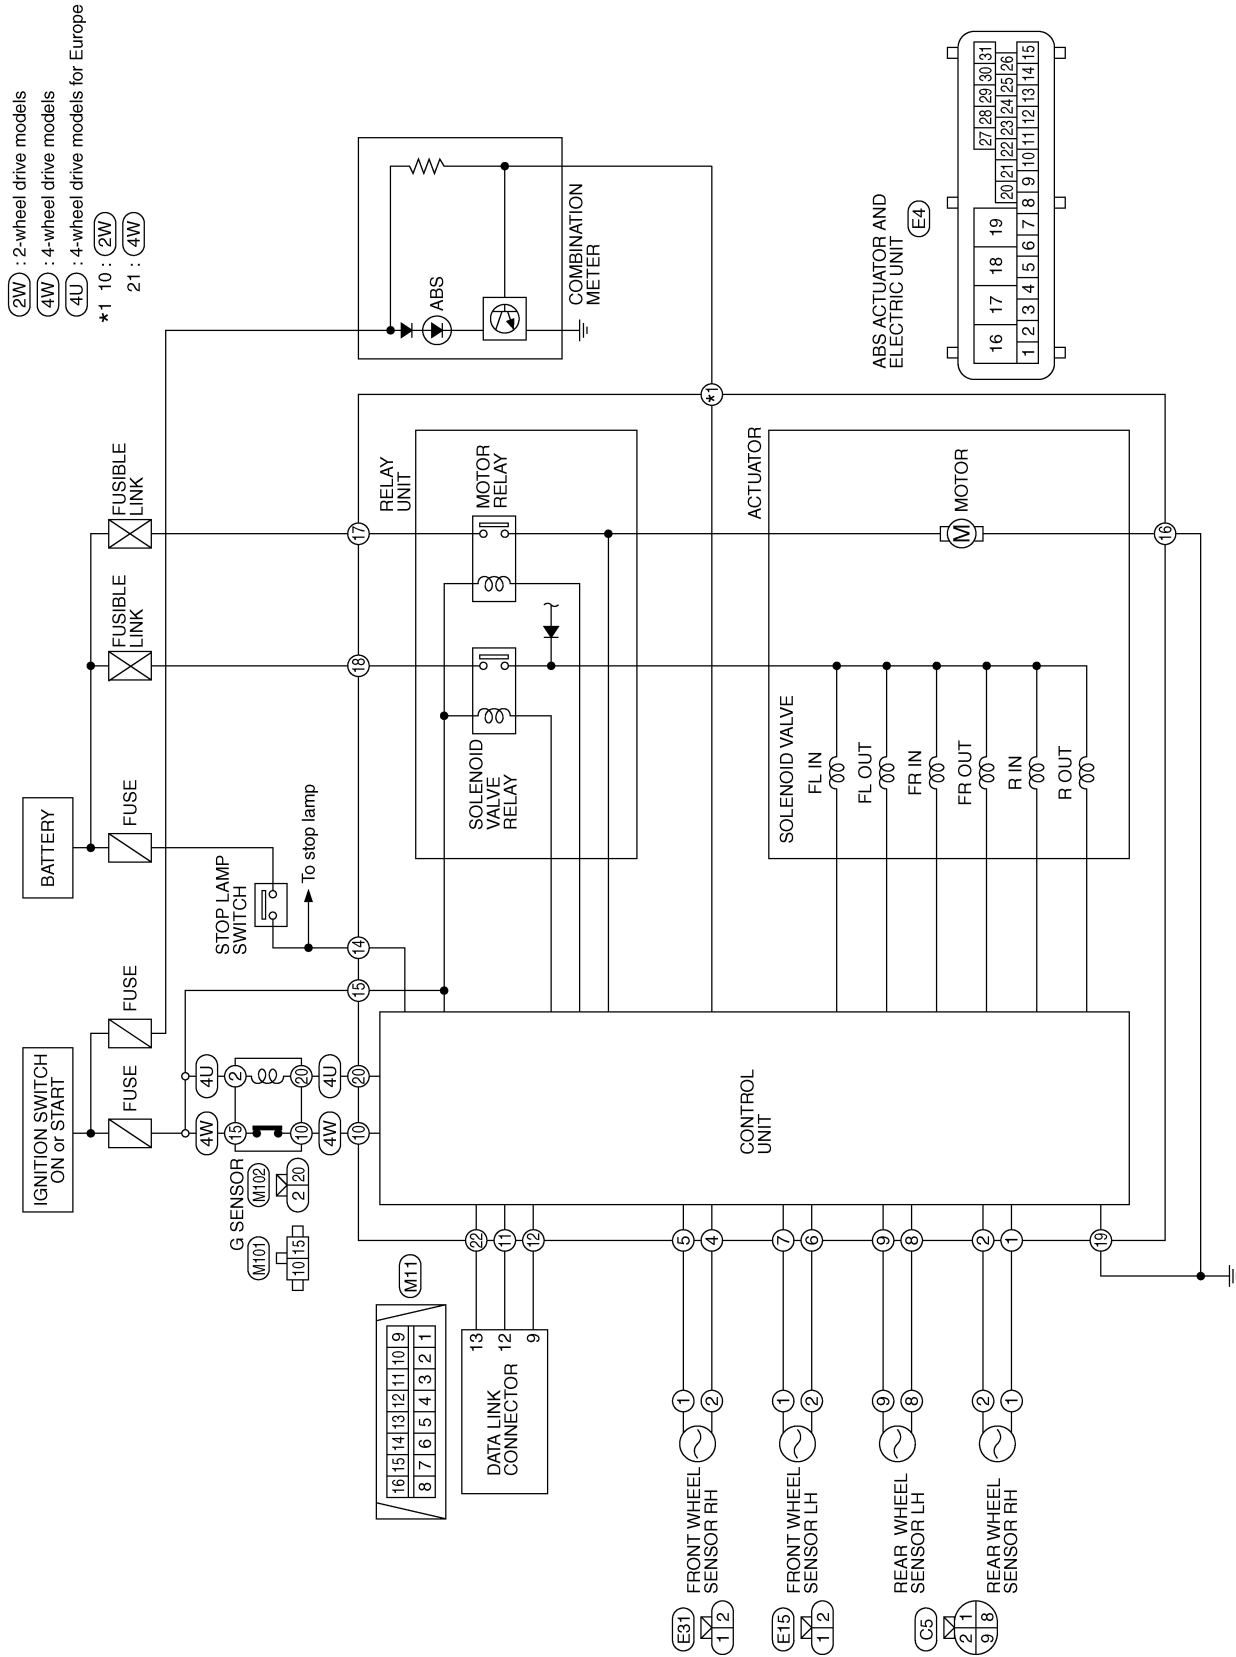 2W : 2-wheel drive models
4W : 4-wheel drive models
4U : 4-wheel drive models for Europe
*1 10 : 2W
21 : 4W
IGNITION SWITCH
ON or START
BATTERY
FUSE
FUSE
FUSE
FUSIBLE
LINK
FUSIBLE
LINK
STOP LAMP
SWITCH
To stop lamp
4W
4U
15
2
10
20
4W
4U
G SENSOR
M101
10 15
M102
2 20
10
20
15
14
18
17
COMBINATION
METER
ABS
RELAY
UNIT
SOLENOID
VALVE
RELAY
MOTOR
RELAY
*1
ACTUATOR
SOLENOID VALVE
FL IN
FL OUT
FR IN
FR OUT
R IN
R OUT
MOTOR
M
16
CONTROL
UNIT
ABS ACTUATOR AND
ELECTRIC UNIT
E4
27 28 29 30 31
20 21 22 23 24 25 26
16 17 18 19
1 2 3 4 5 6 7 8 9 10 11 12 13 14 15
22
11
12
5
4
7
6
9
8
2
1
19
M11
16 15 14 13 12 11 10 9
8 7 6 5 4 3 2 1
DATA LINK
CONNECTOR
13
12
9
1
2
1
2
9
8
2
1
FRONT WHEEL
SENSOR RH
FRONT WHEEL
SENSOR LH
REAR WHEEL
SENSOR LH
REAR WHEEL
SENSOR RH
E31
1 2
E15
1 2
C5
2 1
9 8